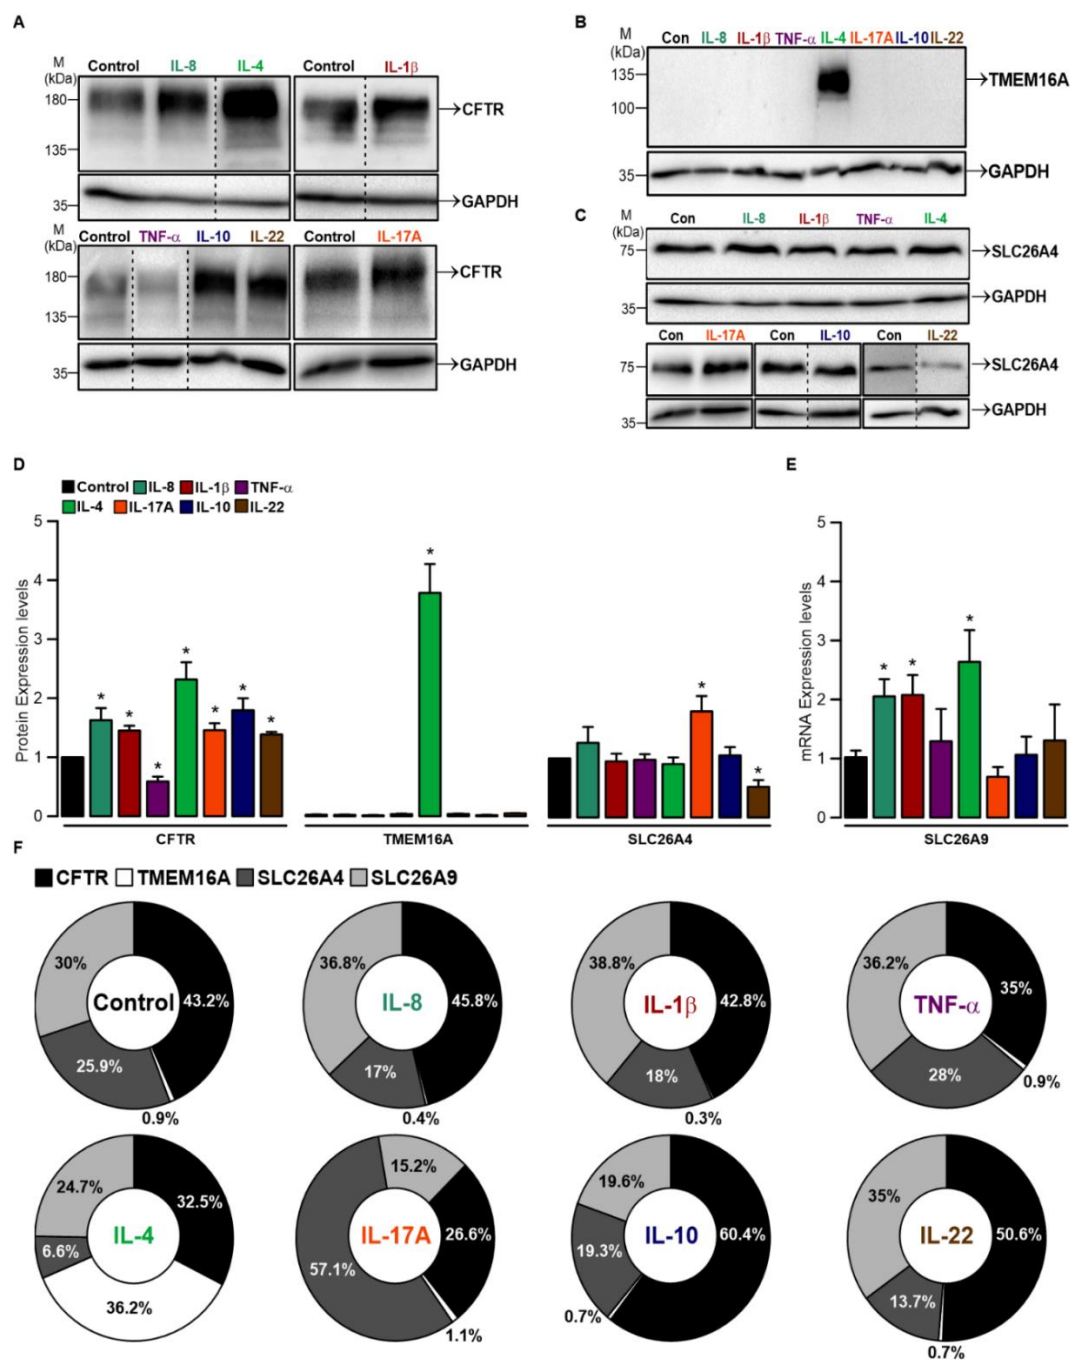 A
M
(kDa)
Control IL-8 IL-4 Control IL-1β
180
135
→CFTR
35
→GAPDH
M
(kDa)
Control TNF-α IL-10 IL-22 Control IL-17A
180
135
→CFTR
35
→GAPDH
B
M
(kDa)
Con IL-8 IL-1β TNF-α IL-4 IL-17A IL-10 IL-22
135
100
→TMEM16A
35
→GAPDH
C
M
(kDa)
Con IL-8 IL-1β TNF-α IL-4
75
→SLC26A4
35
→GAPDH
Con IL-17A Con IL-10 Con IL-22
75
→SLC26A4
35
→GAPDH
D
Control IL-8 IL-1β TNF-α
IL-4 IL-17A IL-10 IL-22
Protein Expression levels
5
4
3
2
1
0
* * * * * * *
*
* *
CFTR TMEM16A SLC26A4
E
mRNA Expression levels
5
4
3
2
1
0
* * *
SLC26A9
F
CFTR TMEM16A SLC26A4 SLC26A9
30%
Control
43.2%
25.9%
0.9%
36.8%
IL-8
45.8%
17%
0.4%
38.8%
IL-1β
42.8%
18%
0.3%
36.2%
TNF-α
35%
28%
0.9%
24.7%
32.5%
IL-4
6.6%
36.2%
15.2%
IL-17A
26.6%
57.1%
1.1%
19.6%
IL-10
60.4%
19.3%
0.7%
35%
IL-22
50.6%
13.7%
0.7%